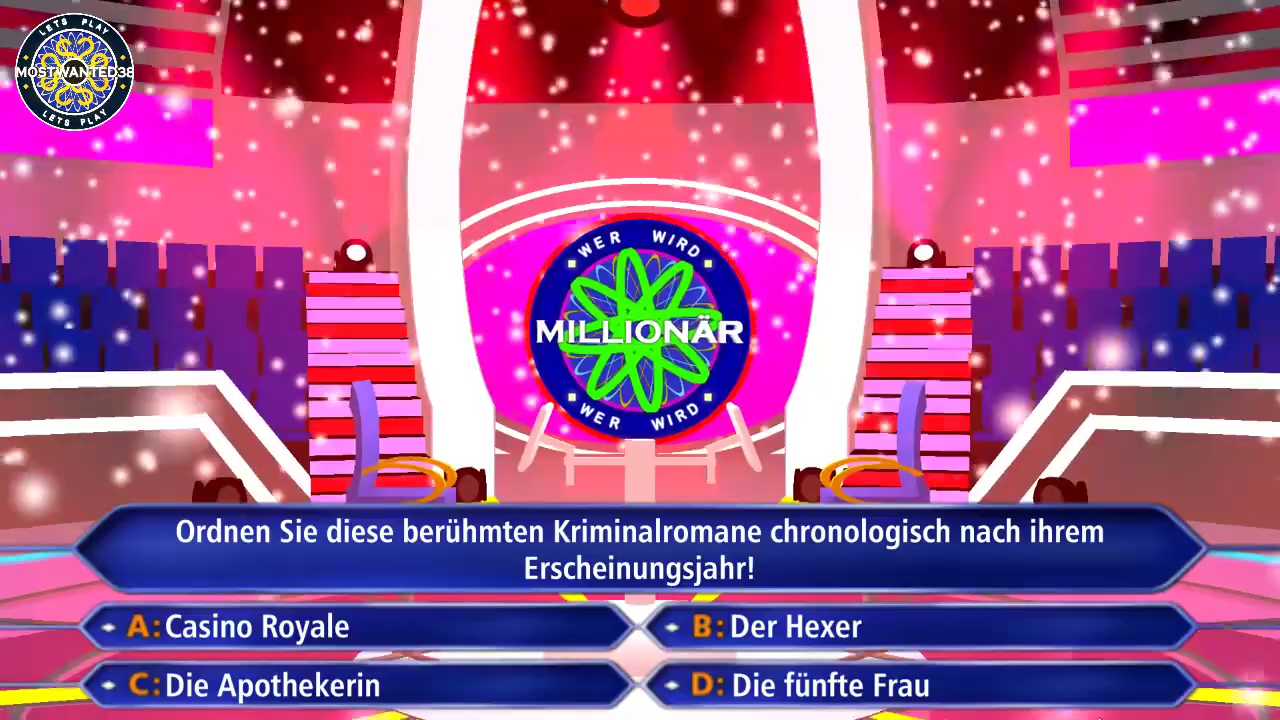 LETS PLAY
MOSTWANTED38
LETS PLAY
WER WIRD
MILLIONÄR
WER WIRD
Ordnen Sie diese berühmten Kriminalromane chronologisch nach ihrem
Erscheinungsjahr!
A: Casino Royale
B: Der Hexer
C: Die Apothekerin
D: Die fünfte Frau